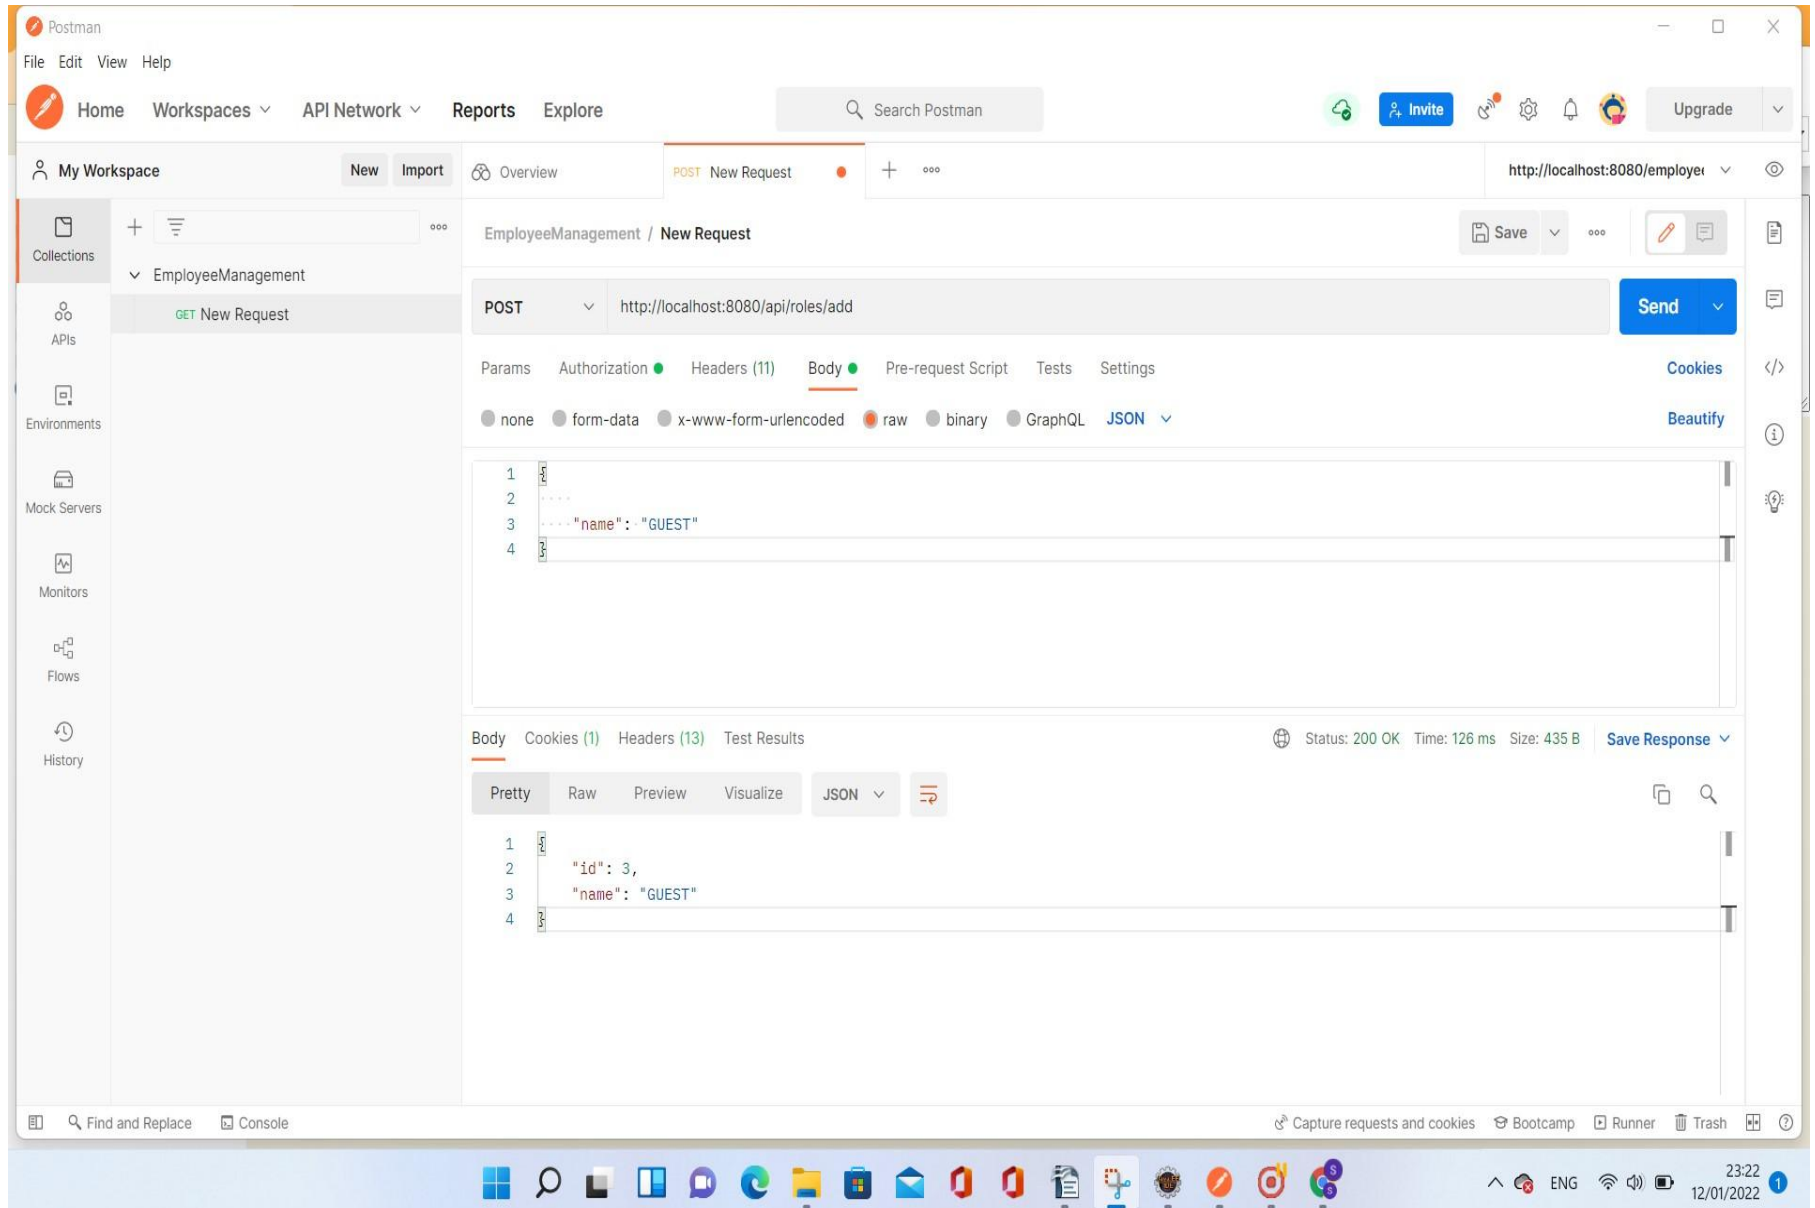 Postman
File Edit View Help
Home Workspaces API Network Reports Explore Search Postman Invite Upgrade
My Workspace New Import Overview POST New Request http://localhost:8080/employee
Collections
EmployeeManagement / New Request Save
EmployeeManagement
GET New Request
POST http://localhost:8080/api/roles/add Send
APIs
Params Authorization Headers (11) Body Pre-request Script Tests Settings Cookies
Environments
none form-data x-www-form-urlencoded raw binary GraphQL JSON Beautify
Mock Servers
1 {
2
3 "name": "GUEST"
4 }
Monitors
Flows
History
Body Cookies (1) Headers (13) Test Results Status: 200 OK Time: 126 ms Size: 435 B Save Response
Pretty Raw Preview Visualize JSON
1 {
2 "id": 3,
3 "name": "GUEST"
4 }
Find and Replace Console Capture requests and cookies Bootcamp Runner Trash
ENG 23:22
12/01/2022 1